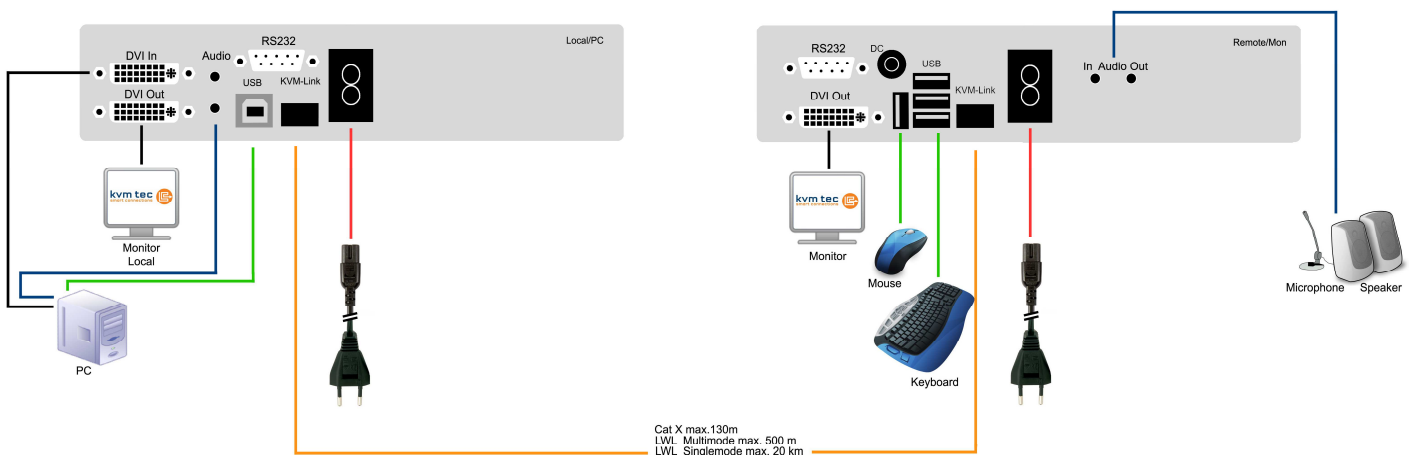 Local/PC
DVI In
Audio
RS232
DVI Out
USB
KVM-Link
kvm tec
smart connections
Monitor
Local
PC
Remote/Mon
RS232
DC
USB
In Audio Out
DVI Out
KVM-Link
kvm tec
smart connections
Monitor
Mouse
Keyboard
Microphone
Speaker
Cat X max.130m
LWL Multimode max. 500 m
LWL Singlemode max. 20 km